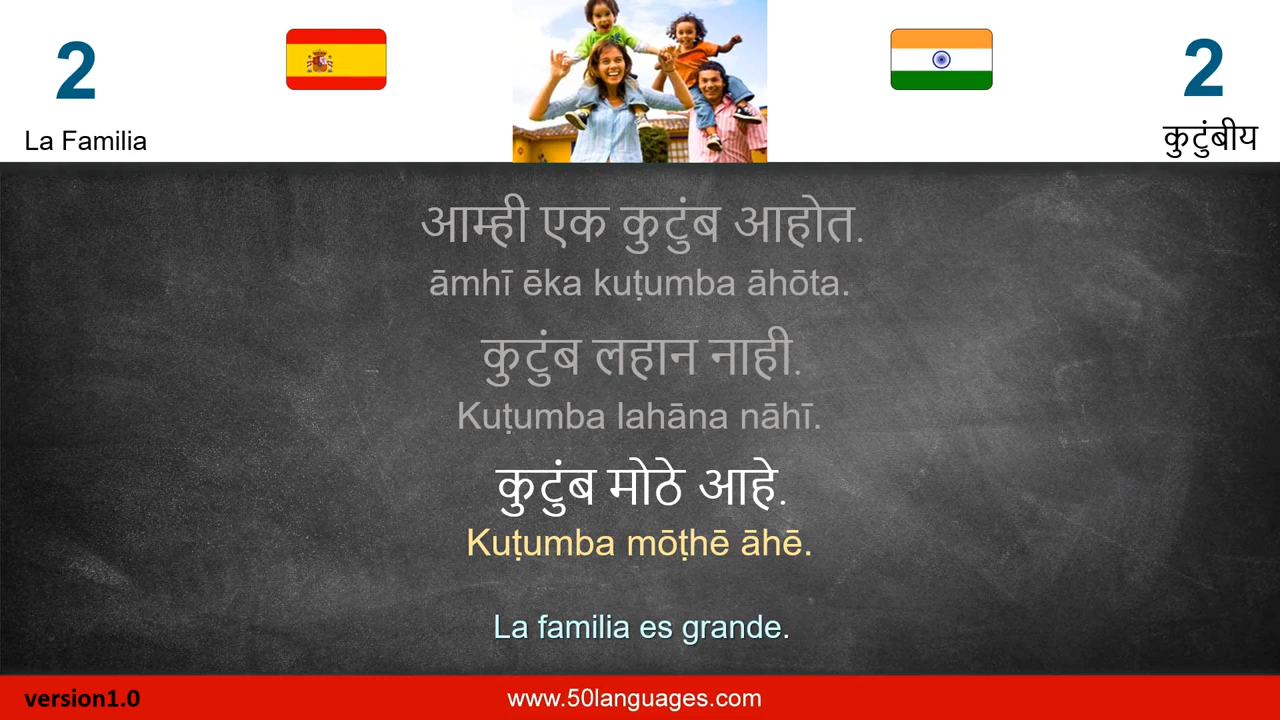 2
2
La Familia
कुटुंबीय
आम्ही एक कुटुंब आहोत.
āmhī ēka kuṭumba āhōta.
कुटुंब लहान नाही.
Kuṭumba lahāna nāhī.
कुटुंब मोठे आहे.
Kuṭumba mōṭhē āhē.
La familia es grande.
version1.0
www.50languages.com